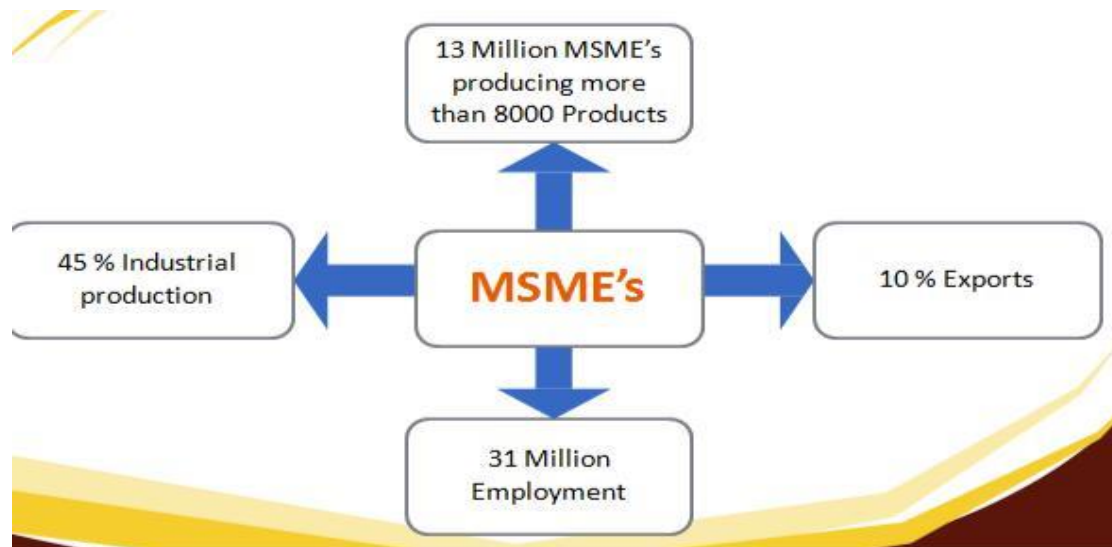 13 Million MSME's
producing more
than 8000 Products
45 % Industrial
production
MSME's
10 % Exports
31 Million
Employment